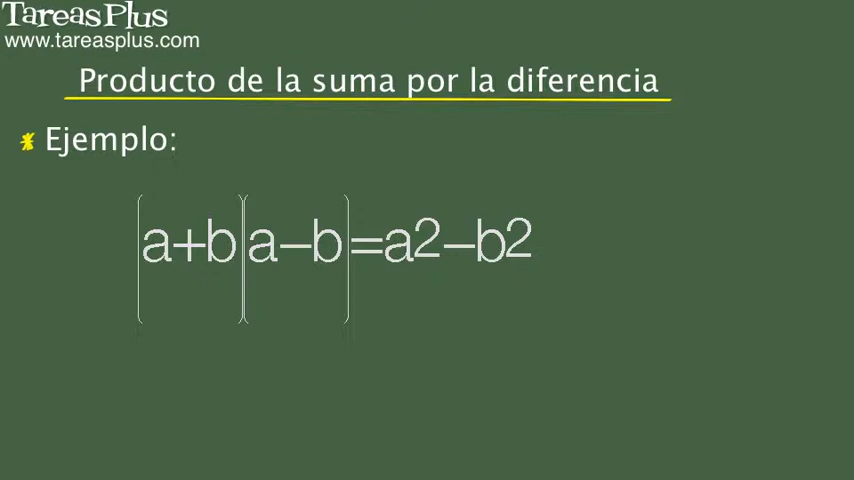 TareasPlus
www.tareasplus.com
Producto de la suma por la diferencia
* Ejemplo:
(a+b)(a−b)=a²−b²